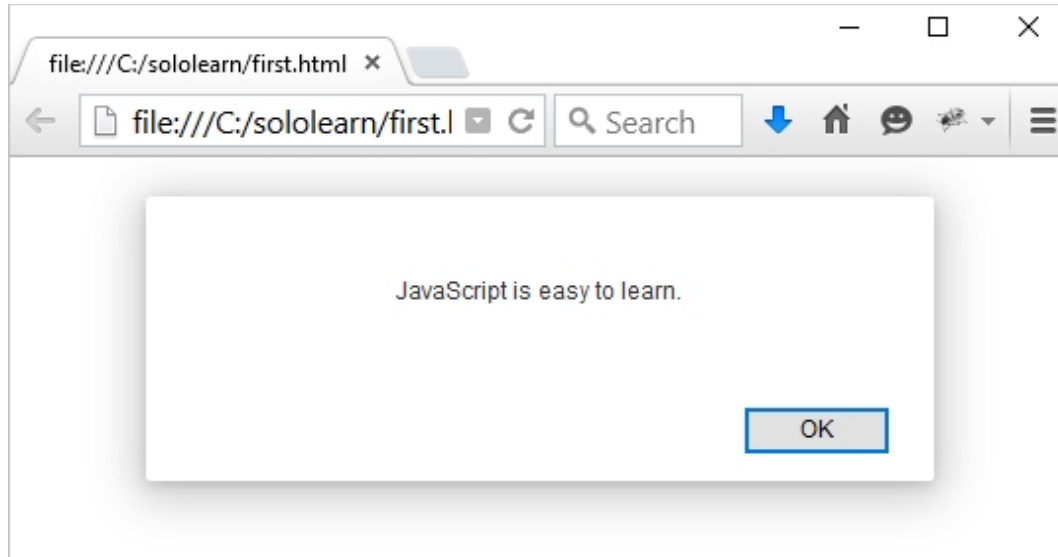 file:///C:/sololearn/first.html
file:///C:/sololearn/first.l
Search
JavaScript is easy to learn.
OK